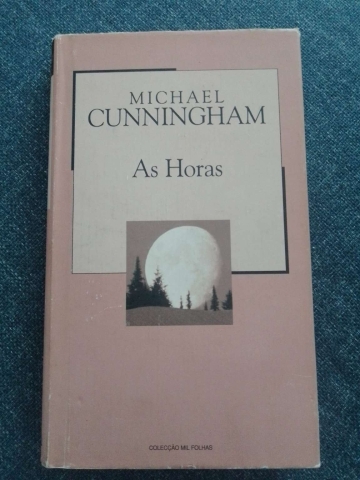 MICHAEL
CUNNINGHAM
As Horas
COLECÇÃO MIL FOLHAS